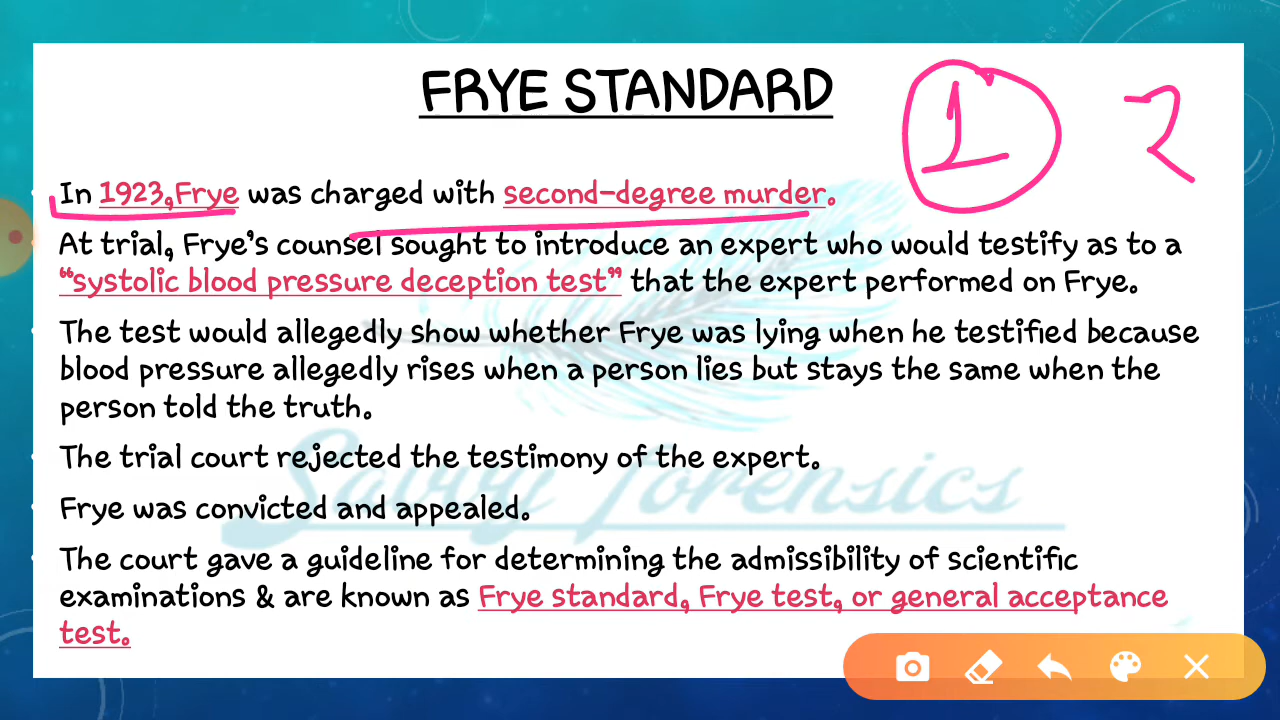 FRYE STANDARD
1 2
In 1923,Frye was charged with second-degree murder.
At trial, Frye's counsel sought to introduce an expert who would testify as to a
“systolic blood pressure deception test” that the expert performed on Frye.
The test would allegedly show whether Frye was lying when he testified because
blood pressure allegedly rises when a person lies but stays the same when the
person told the truth.
The trial court rejected the testimony of the expert.
Frye was convicted and appealed.
The court gave a guideline for determining the admissibility of scientific
examinations & are known as Frye standard, Frye test, or general acceptance
test.